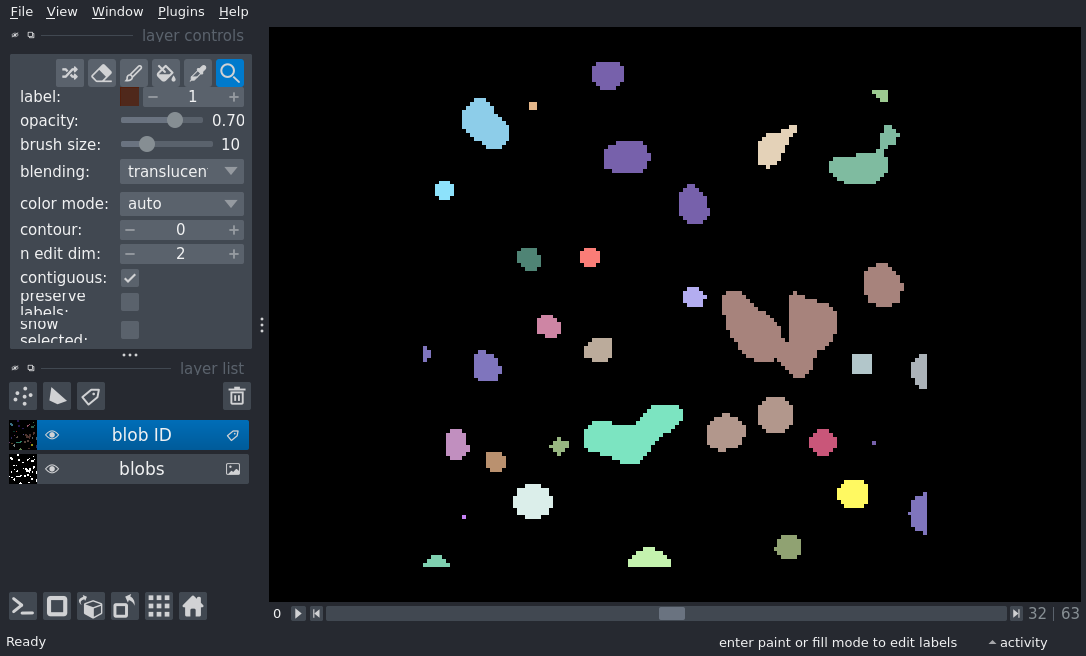 File View Window Plugins Help
layer controls
label: 1
opacity: 0.70
brush size: 10
blending: translucen
color mode: auto
contour: 0
n edit dim: 2
contiguous:
preserve
labels:
show
selected:
layer list
blob ID
blobs
0 32 | 63
Ready enter paint or fill mode to edit labels activity